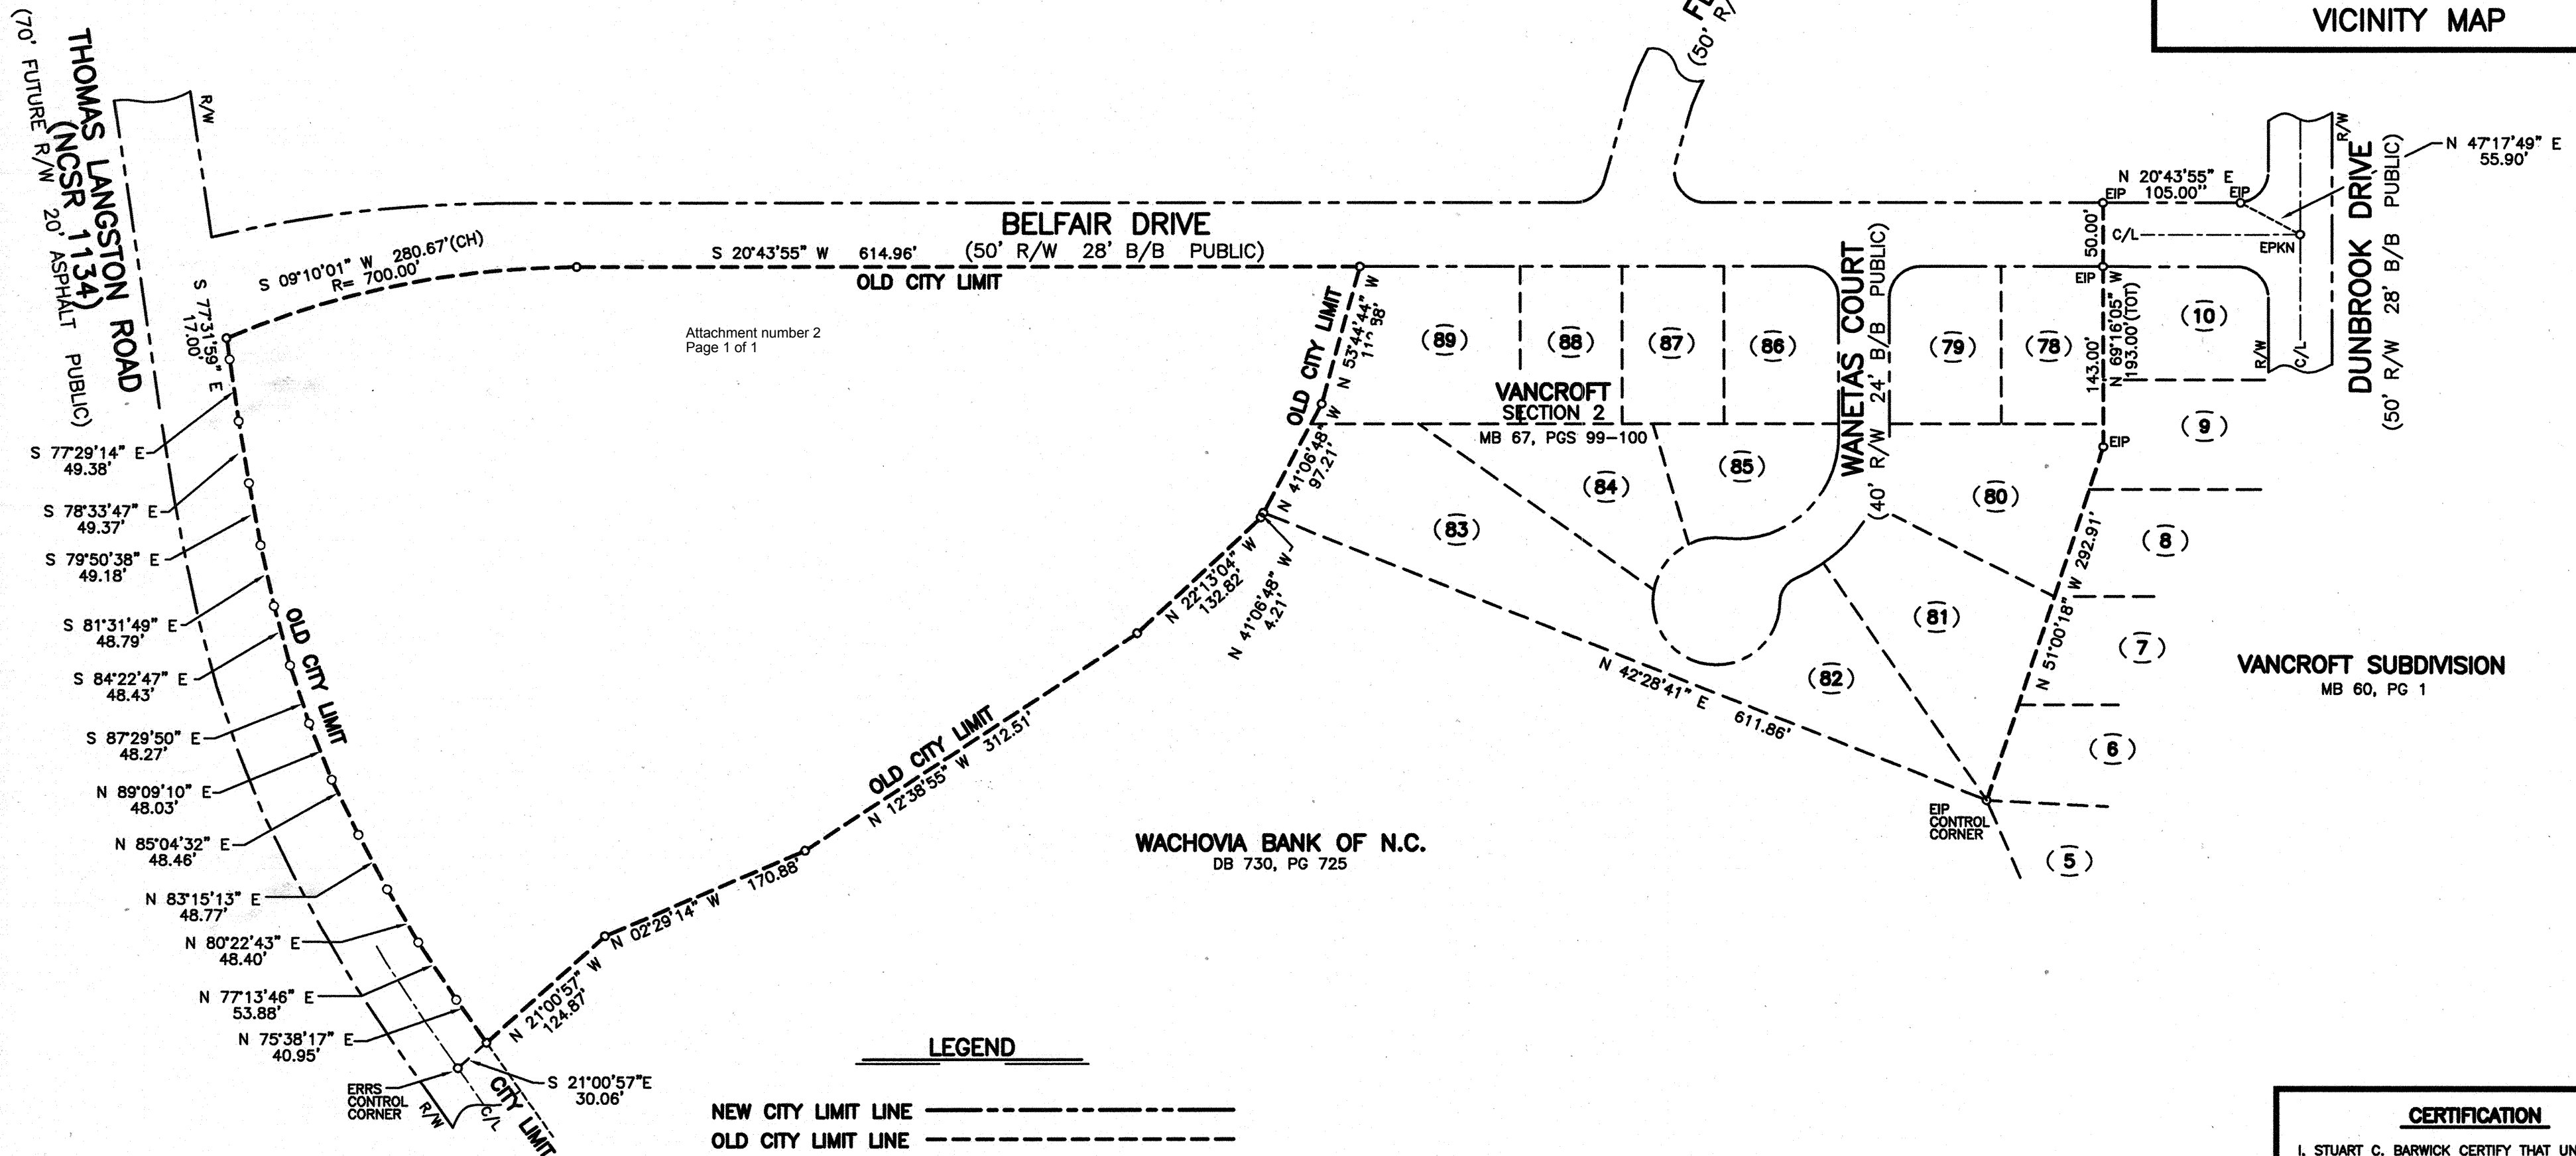 VICINITY MAP
(70' FUTURE R/W 20' ASPHALT PUBLIC)
THOMAS LANGSTON ROAD
(NCSR 1134)
R/W
(50' R/
BELFAIR DRIVE
(50' R/W 28' B/B PUBLIC)
S 09°10'01" W 280.67'(CH)
R= 700.00'
S 20°43'55" W 614.96'
OLD CITY LIMIT
Attachment number 2
Page 1 of 1
S 77°31'59" E
17.00'
S 77°29'14" E
49.38'
S 78°33'47" E
49.37'
S 79°50'38" E
49.18'
S 81°31'49" E
48.79'
S 84°22'47" E
48.43'
S 87°29'50" E
48.27'
N 89°09'10" E
48.03'
N 85°04'32" E
48.46'
N 83°15'13" E
48.77'
N 80°22'43" E
48.40'
N 77°13'46" E
53.88'
N 75°38'17" E
40.95'
OLD CITY LIMIT
ERRS
CONTROL
CORNER
R/W
C/L
CITY LIMIT
S 21°00'57"E
30.06'
N 21°00'57" W
124.87'
N 02°29'14" W 170.88'
OLD CITY LIMIT
N 12°38'55" W 312.51'
N 22°13'04" W
132.82'
N 41°06'48" W
4.21'
N 41°06'48" W
97.21'
OLD CITY LIMIT
N 53°44'44" W
N 42°28'41" E 611.86'
(89)
(88)
(87)
(86)
(79)
(78)
(10)
VANCROFT
SECTION 2
MB 67, PGS 99-100
(83)
(84)
(85)
(80)
(81)
(82)
WANETAS COURT
(40' R/W 24' B/B PUBLIC)
N 20°43'55" E
105.00"
EIP
EIP
50.00'
C/L
EPKN
EIP
143.00'
N 69°16'05" W
193.00'(TOT)
EIP
N 51°00'18" W 292.91'
R/W
R/W
C/L
DUNBROOK DRIVE
(50' R/W 28' B/B PUBLIC)
N 47°17'49" E
55.90'
(9)
(8)
(7)
(6)
(5)
EIP
CONTROL
CORNER
VANCROFT SUBDIVISION
MB 60, PG 1
WACHOVIA BANK OF N.C.
DB 730, PG 725
LEGEND
NEW CITY LIMIT LINE
OLD CITY LIMIT LINE
CERTIFICATION
I, STUART C. BARWICK CERTIFY THAT UN